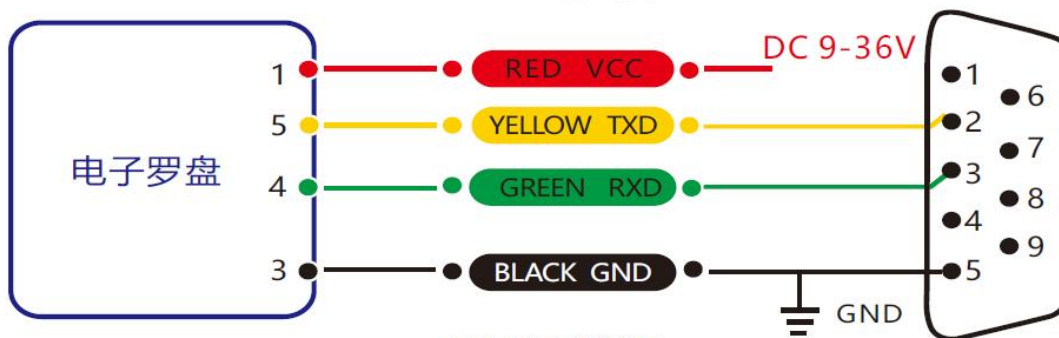 DC 9-36V
1 RED VCC 1
6
5 YELLOW TXD 2
7
电子罗盘
4 GREEN RXD 3
8
4
9
3 BLACK GND 5
GND